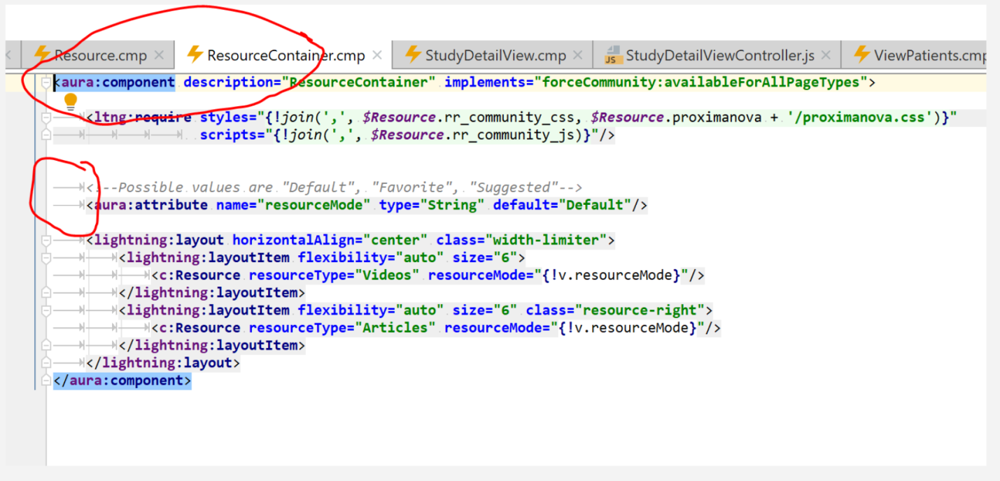 Resource.cmp × ResourceContainer.cmp × StudyDetailView.cmp × JS StudyDetailViewController.js × ViewPatients.cmp
<aura:component description="ResourceContainer" implements="forceCommunity:availableForAllPageTypes">
<ltng:require styles="{!join(',', $Resource.rr_community_css, $Resource.proximanova + '/proximanova.css')}"
scripts="{!join(',', $Resource.rr_community_js)}"/>
<!--Possible values are "Default", "Favorite", "Suggested"-->
<aura:attribute name="resourceMode" type="String" default="Default"/>
<lightning:layout horizontalAlign="center" class="width-limiter">
<lightning:layoutItem flexibility="auto" size="6">
<c:Resource resourceType="Videos" resourceMode="{!v.resourceMode}"/>
</lightning:layoutItem>
<lightning:layoutItem flexibility="auto" size="6" class="resource-right">
<c:Resource resourceType="Articles" resourceMode="{!v.resourceMode}"/>
</lightning:layoutItem>
</lightning:layout>
</aura:component>